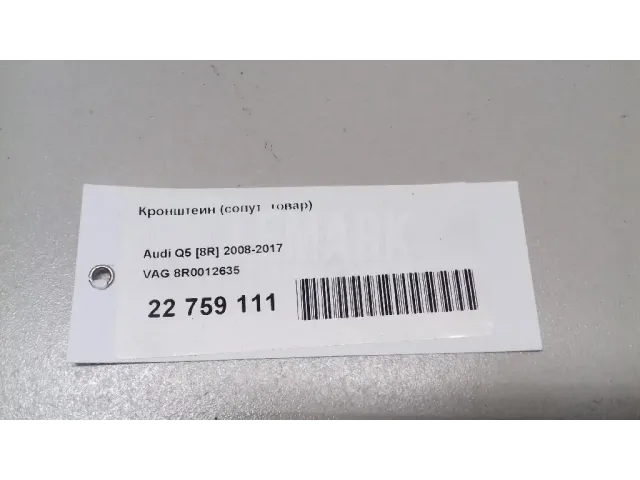 Кронштейн (сопут. товар)
Audi Q5 [8R] 2008-2017
VAG 8R0012635
22 759 111